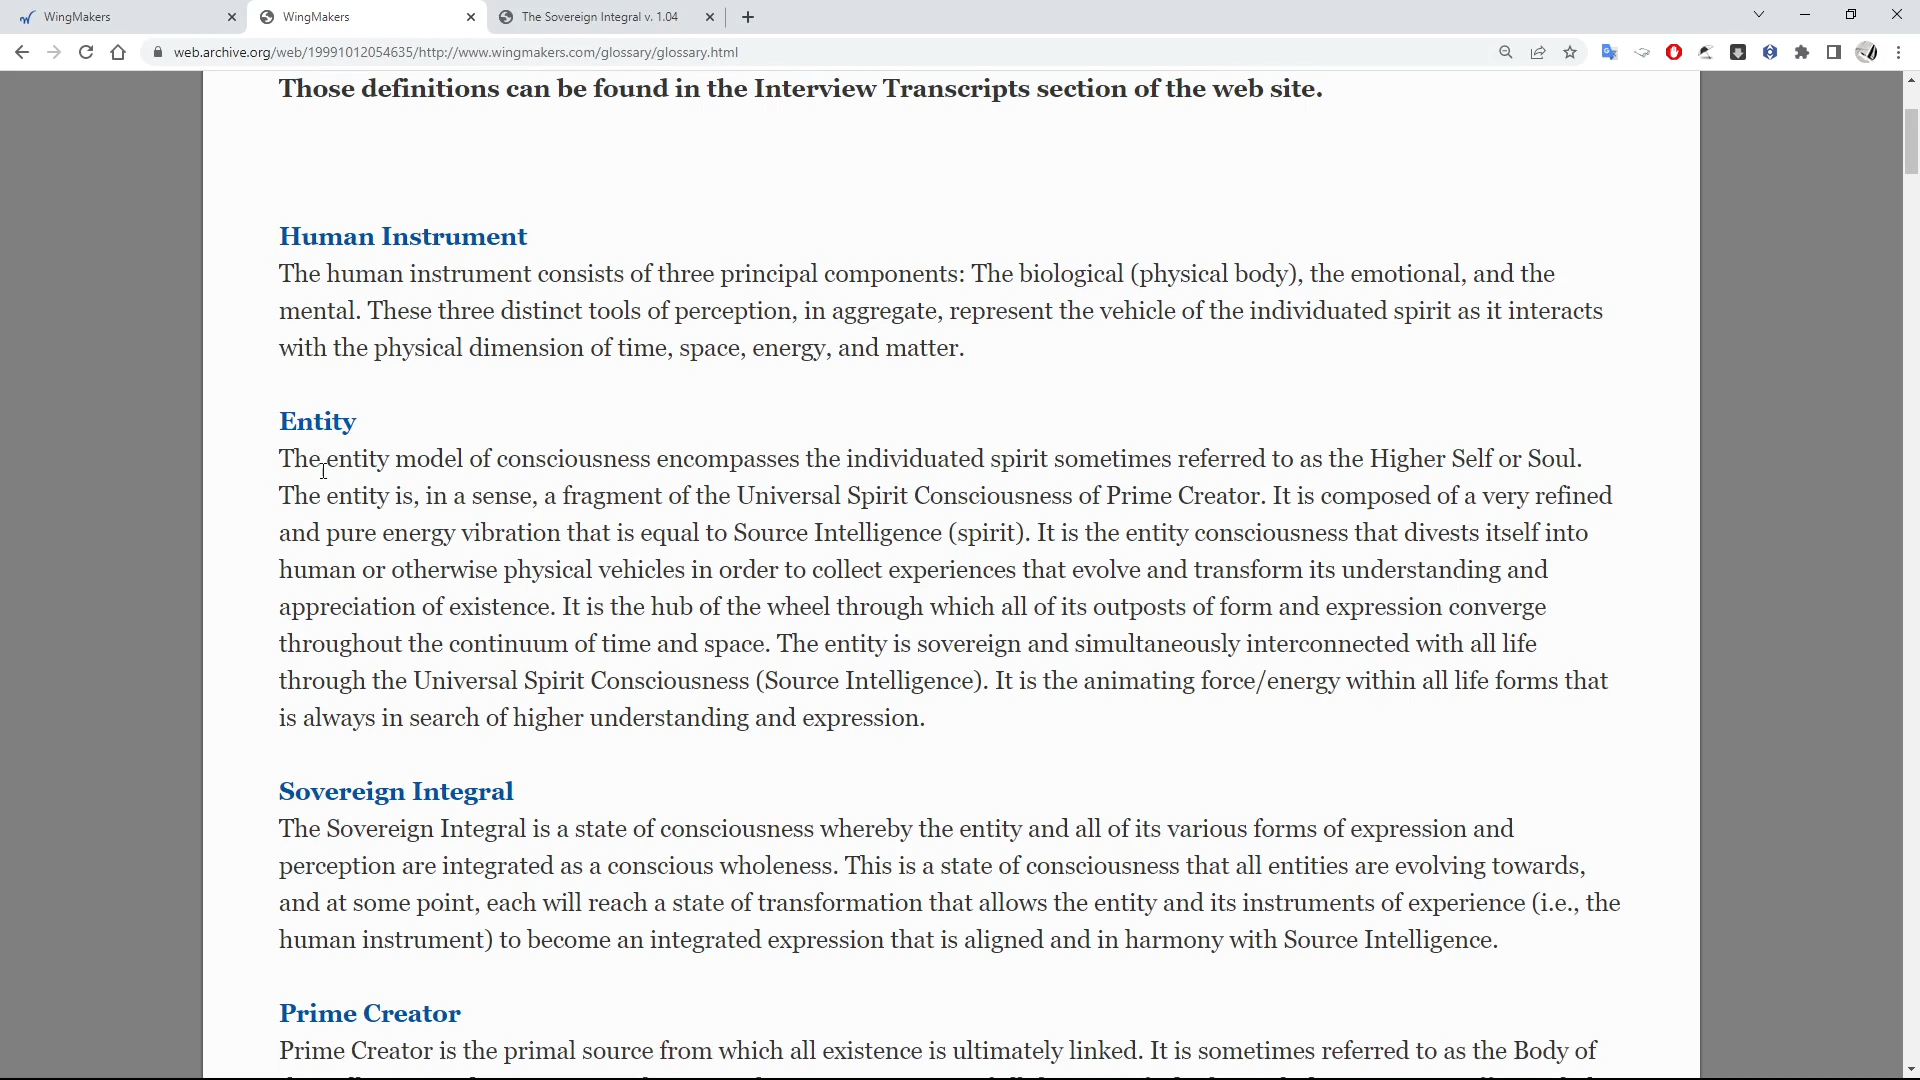 WingMakers
WingMakers
The Sovereign Integral v. 1.04
web.archive.org/web/19991012054635/http://www.wingmakers.com/glossary/glossary.html
Those definitions can be found in the Interview Transcripts section of the web site.
Human Instrument
The human instrument consists of three principal components: The biological (physical body), the emotional, and the
mental. These three distinct tools of perception, in aggregate, represent the vehicle of the individuated spirit as it interacts
with the physical dimension of time, space, energy, and matter.
Entity
The entity model of consciousness encompasses the individuated spirit sometimes referred to as the Higher Self or Soul.
The entity is, in a sense, a fragment of the Universal Spirit Consciousness of Prime Creator. It is composed of a very refined
and pure energy vibration that is equal to Source Intelligence (spirit). It is the entity consciousness that divests itself into
human or otherwise physical vehicles in order to collect experiences that evolve and transform its understanding and
appreciation of existence. It is the hub of the wheel through which all of its outposts of form and expression converge
throughout the continuum of time and space. The entity is sovereign and simultaneously interconnected with all life
through the Universal Spirit Consciousness (Source Intelligence). It is the animating force/energy within all life forms that
is always in search of higher understanding and expression.
Sovereign Integral
The Sovereign Integral is a state of consciousness whereby the entity and all of its various forms of expression and
perception are integrated as a conscious wholeness. This is a state of consciousness that all entities are evolving towards,
and at some point, each will reach a state of transformation that allows the entity and its instruments of experience (i.e., the
human instrument) to become an integrated expression that is aligned and in harmony with Source Intelligence.
Prime Creator
Prime Creator is the primal source from which all existence is ultimately linked. It is sometimes referred to as the Body of